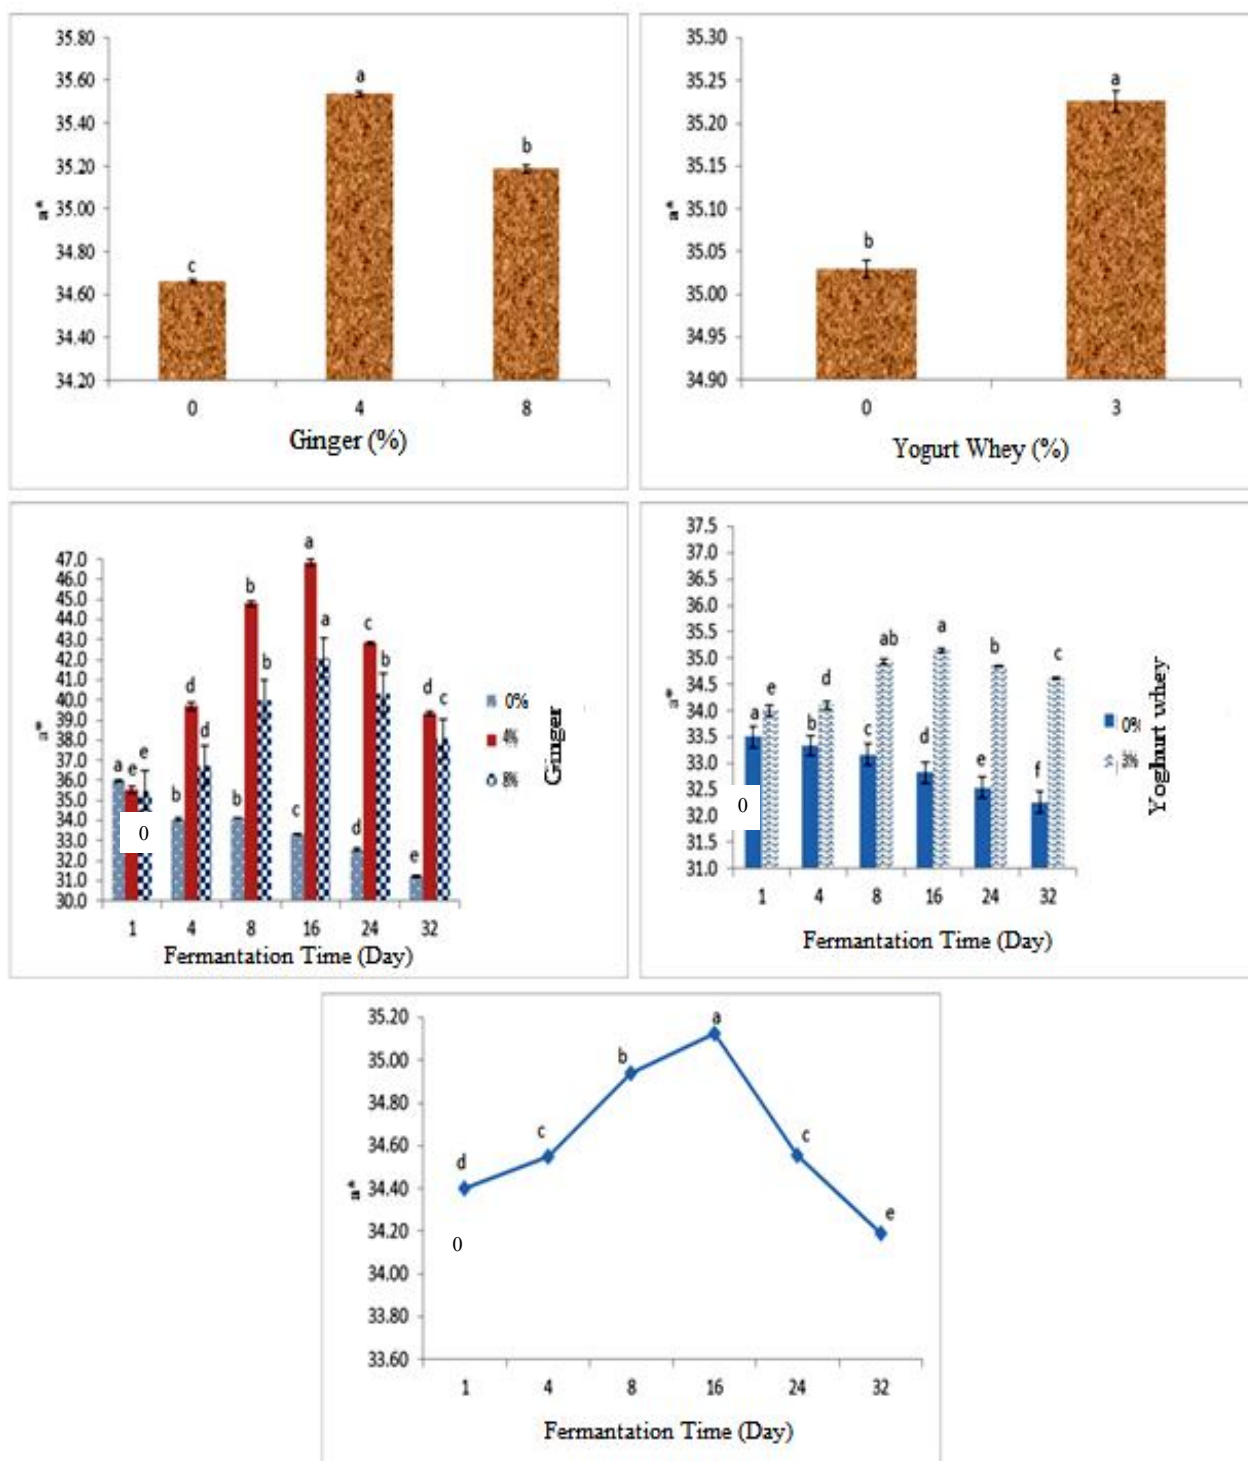 35.80
35.60
35.40
35.20
35.00
34.80
34.60
34.40
34.20
a*
c
a
b
0 4 8
Ginger (%)
35.30
35.25
35.20
35.15
35.10
35.05
35.00
34.95
34.90
a*
b
a
0 3
Yogurt Whey (%)
47.0
46.0
45.0
44.0
43.0
42.0
41.0
40.0
39.0
38.0
37.0
36.0
35.0
34.0
33.0
32.0
31.0
30.0
a*
a e e
b d d
b b b
c a a
d c b
e d c
0
1 4 8 16 24 32
Fermantation Time (Day)
0%
4%
8%
Ginger
37.5
37.0
36.5
36.0
35.5
35.0
34.5
34.0
33.5
33.0
32.5
32.0
31.5
31.0
a*
a e
b d
c ab
d a
e b
f c
0
1 4 8 16 24 32
Fermantation Time (Day)
0%
3%
Yoghurt whey
35.20
35.00
34.80
34.60
34.40
34.20
34.00
33.80
33.60
a*
d
c
b
a
c
e
0
1 4 8 16 24 32
Fermantation Time (Day)